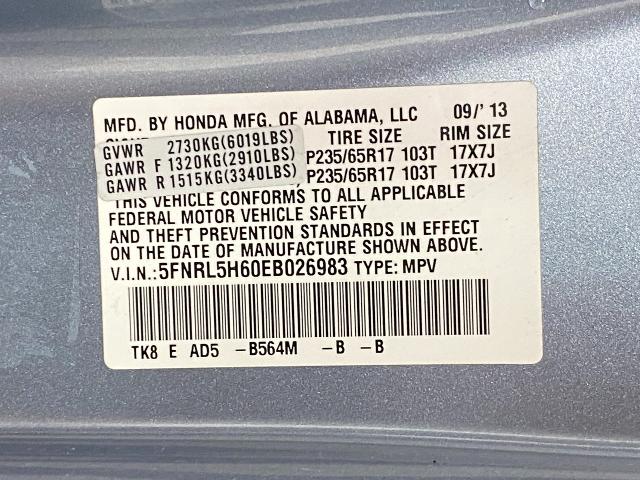 MFD. BY HONDA MFG. OF ALABAMA, LLC 09/'13
TIRE SIZE RIM SIZE
GVWR 2730KG(6019LBS)
GAWR F 1320KG(2910LBS) P235/65R17 103T 17X7J
GAWR R 1515KG(3340LBS) P235/65R17 103T 17X7J
THIS VEHICLE CONFORMS TO ALL APPLICABLE
FEDERAL MOTOR VEHICLE SAFETY
AND THEFT PREVENTION STANDARDS IN EFFECT
ON THE DATE OF MANUFACTURE SHOWN ABOVE.
V.I.N.: 5FNRL5H60EB026983 TYPE: MPV
TK8 E AD5 -B564M -B -B